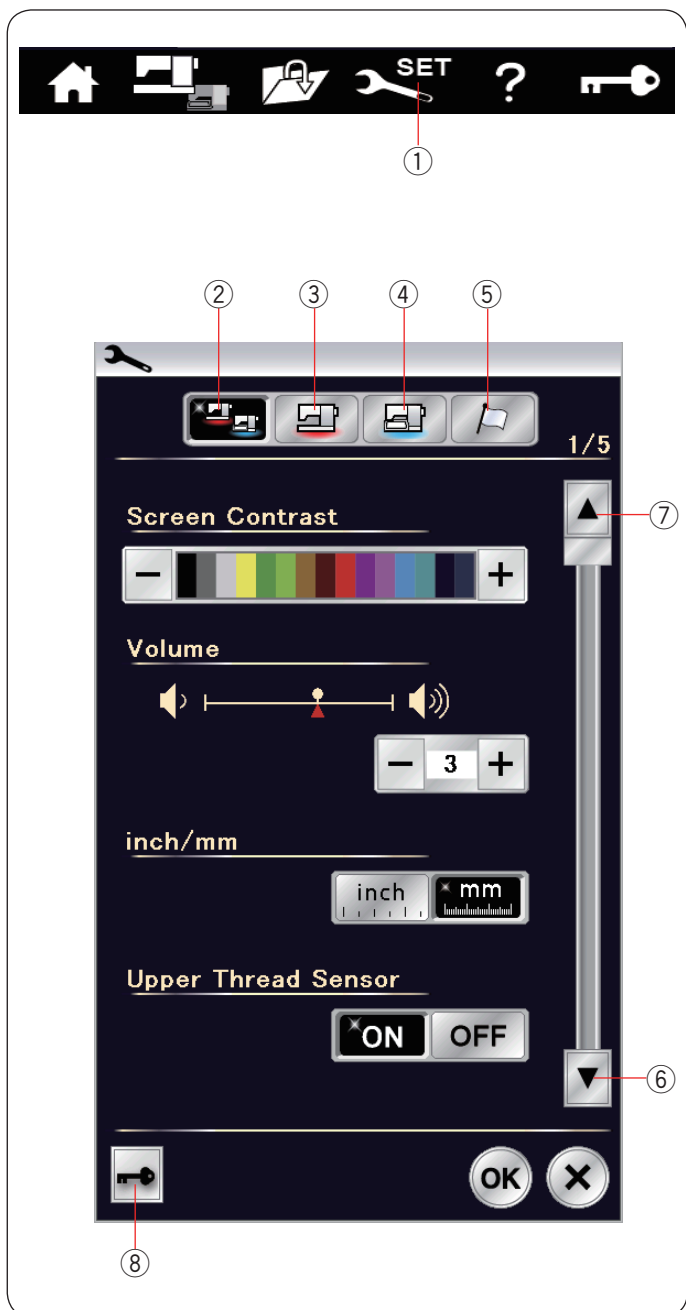 SET ?
①
② ③ ④ ⑤
1/5
Screen Contrast
⑦
− +
Volume
− 3 +
inch/mm
inch mm
Upper Thread Sensor
ON OFF
⑥
OK ×
⑧